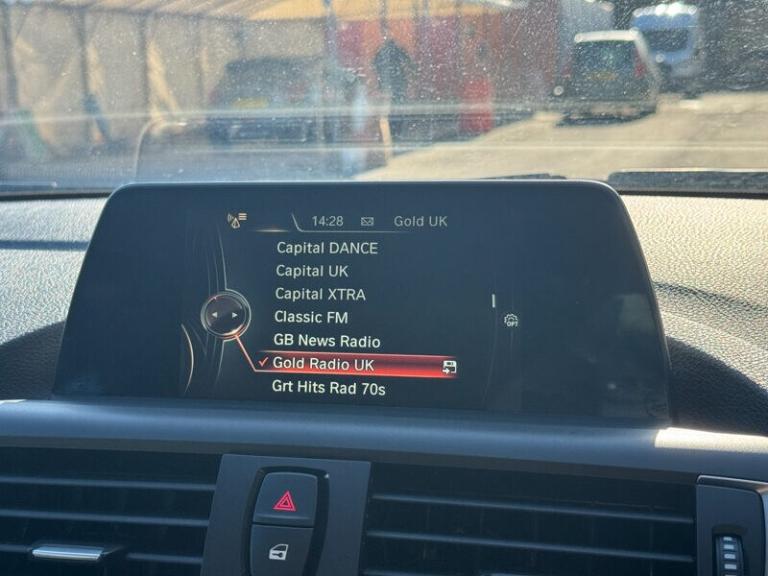 14:28 Gold UK
Capital DANCE
Capital UK
Capital XTRA
Classic FM
GB News Radio
Gold Radio UK
Grt Hits Rad 70s
OPT